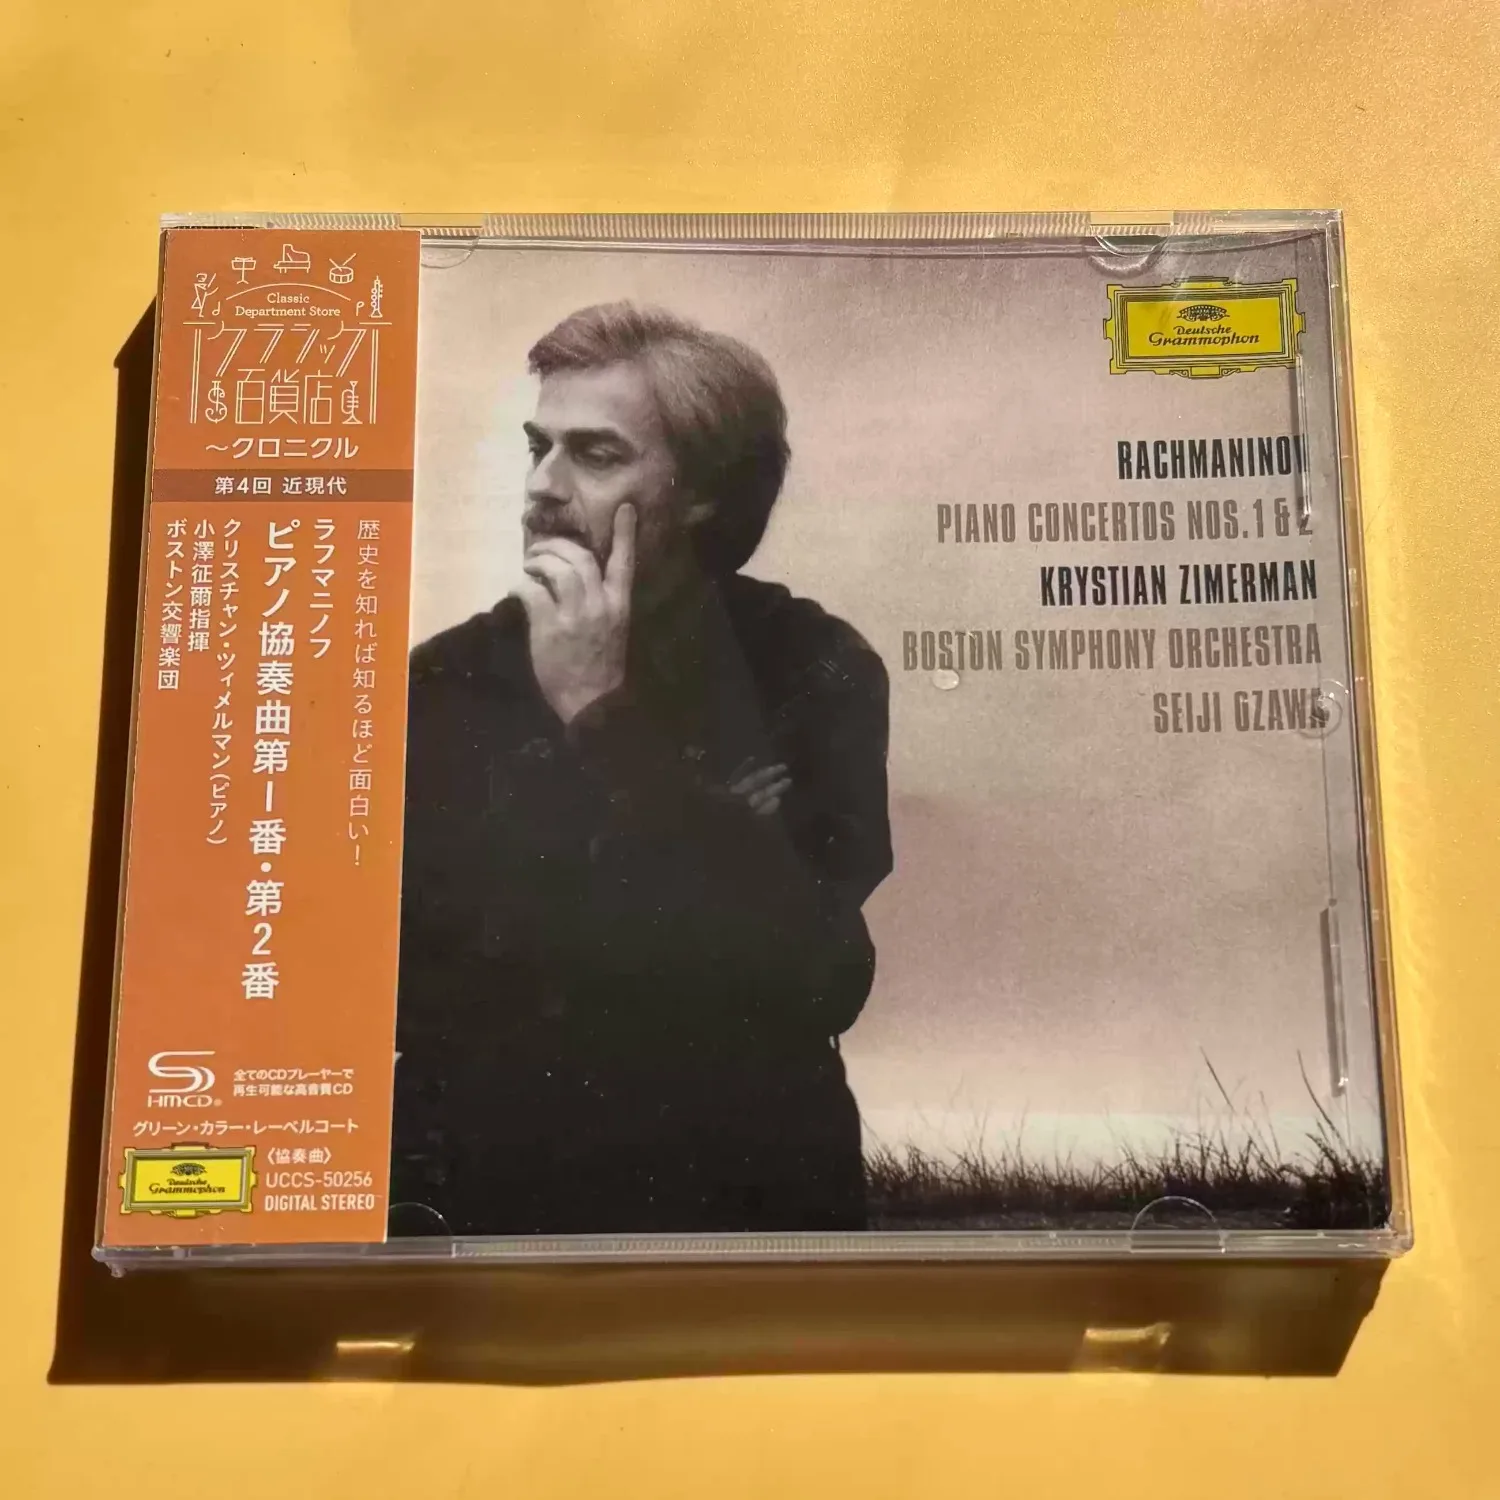 Classic
Department Store
クラシック
百貨店
〜クロニクル
第4回 近現代
歴史を知れば知るほど面白い!
ラフマニノフ
ピアノ協奏曲第1番・第2番
クリスチャン・ツィメルマン(ピアノ)
小澤征爾指揮
ボストン交響楽団
SHM-CD®
全てのCDプレーヤーで
再生可能な高音質CD
グリーン・カラー・レーベルコート
Deutsche
Grammophon
〈協奏曲〉
UCCS-50256
DIGITAL STEREO
Deutsche
Grammophon
RACHMANINOV
PIANO CONCERTOS NOS. 1 & 2
KRYSTIAN ZIMERMAN
BOSTON SYMPHONY ORCHESTRA
SEIJI OZAWA